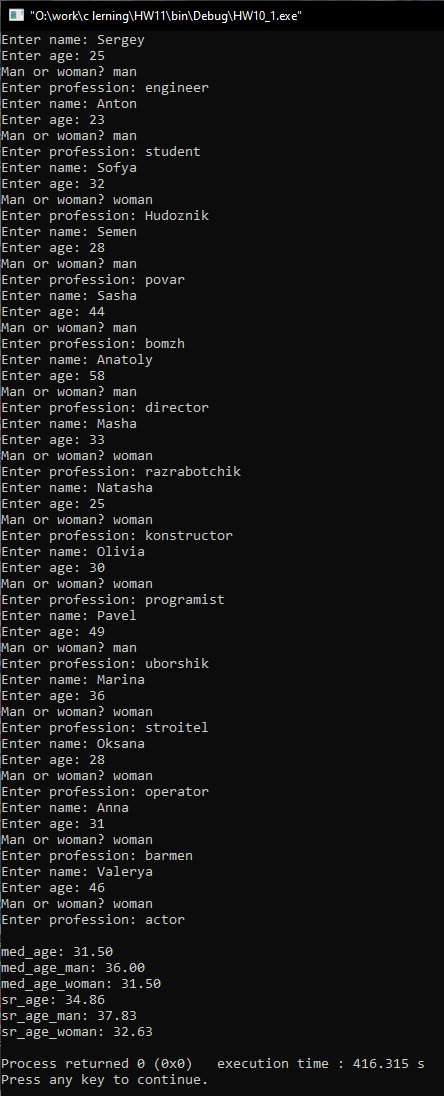 "O:\work\c lerning\HW11\bin\Debug\HW10_1.exe"
Enter name: Sergey
Enter age: 25
Man or woman? man
Enter profession: engineer
Enter name: Anton
Enter age: 23
Man or woman? man
Enter profession: student
Enter name: Sofya
Enter age: 32
Man or woman? woman
Enter profession: Hudoznik
Enter name: Semen
Enter age: 28
Man or woman? man
Enter profession: povar
Enter name: Sasha
Enter age: 44
Man or woman? man
Enter profession: bomzh
Enter name: Anatoly
Enter age: 58
Man or woman? man
Enter profession: director
Enter name: Masha
Enter age: 33
Man or woman? woman
Enter profession: razrabotchik
Enter name: Natasha
Enter age: 25
Man or woman? woman
Enter profession: konstructor
Enter name: Olivia
Enter age: 30
Man or woman? woman
Enter profession: programist
Enter name: Pavel
Enter age: 49
Man or woman? man
Enter profession: uborshik
Enter name: Marina
Enter age: 36
Man or woman? woman
Enter profession: stroitel
Enter name: Oksana
Enter age: 28
Man or woman? woman
Enter profession: operator
Enter name: Anna
Enter age: 31
Man or woman? woman
Enter profession: barmen
Enter name: Valerya
Enter age: 46
Man or woman? woman
Enter profession: actor
med_age: 31.50
med_age_man: 36.00
med_age_woman: 31.50
sr_age: 34.86
sr_age_man: 37.83
sr_age_woman: 32.63
Process returned 0 (0x0)   execution time : 416.315 s
Press any key to continue.